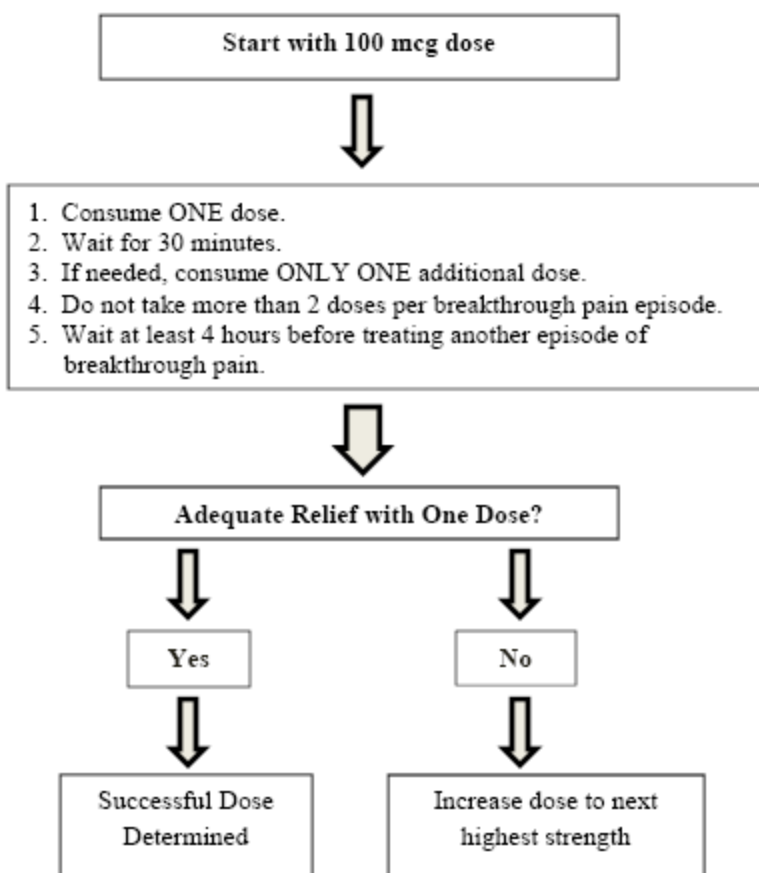 Start with 100 mcg dose
1. Consume ONE dose.
2. Wait for 30 minutes.
3. If needed, consume ONLY ONE additional dose.
4. Do not take more than 2 doses per breakthrough pain episode.
5. Wait at least 4 hours before treating another episode of
breakthrough pain.
Adequate Relief with One Dose?
Yes
No
Successful Dose
Determined
Increase dose to next
highest strength